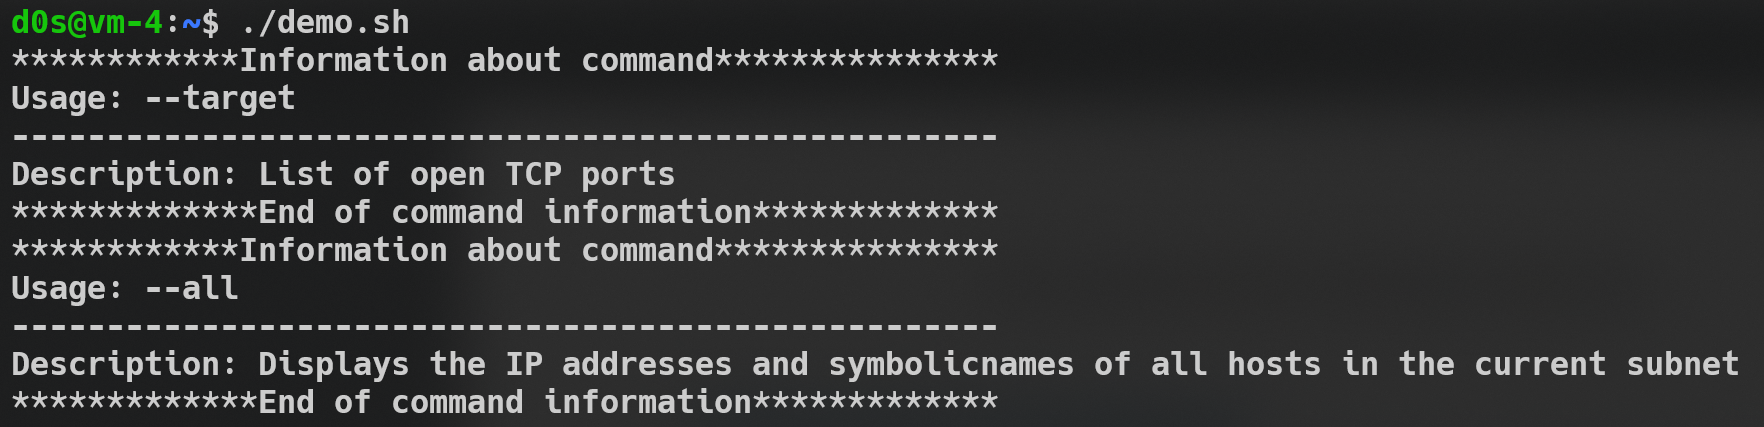 d0s@vm-4:~$ ./demo.sh
************Information about command***************
Usage: --target
----------------------------------------------------
Description: List of open TCP ports
*************End of command information*************
************Information about command***************
Usage: --all
----------------------------------------------------
Description: Displays the IP addresses and symbolicnames of all hosts in the current subnet
*************End of command information*************